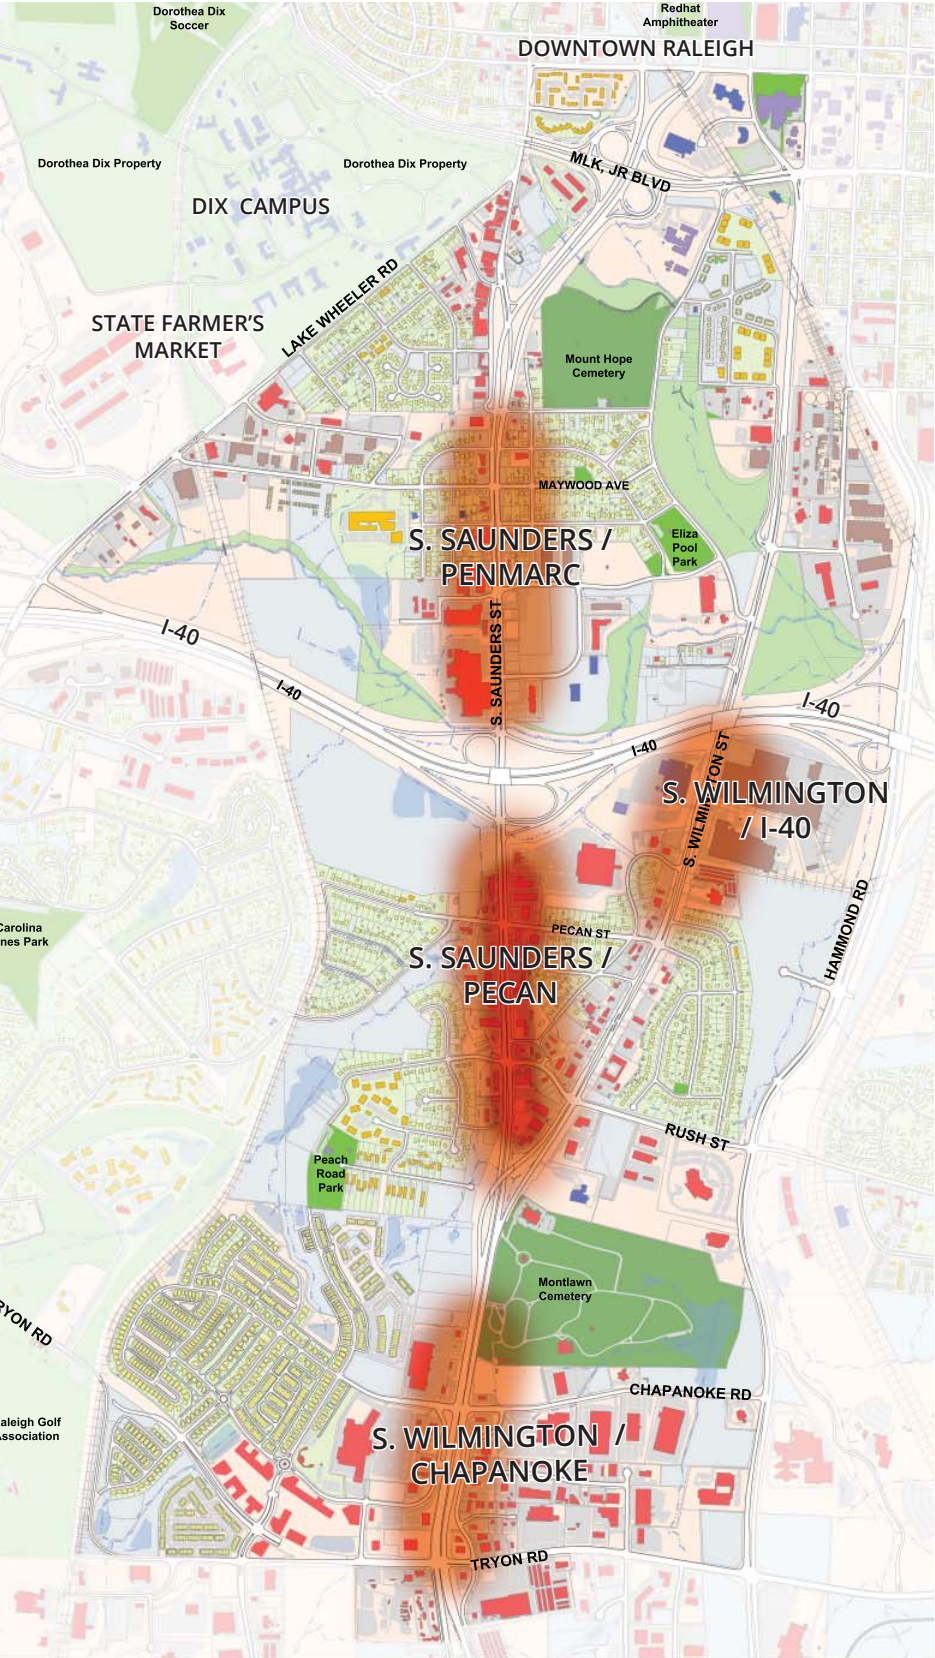 Dorothea Dix
Soccer
Redhat
Amphitheater
DOWNTOWN RALEIGH
MLK, JR BLVD
Dorothea Dix Property
Dorothea Dix Property
DIX CAMPUS
LAKE WHEELER RD
STATE FARMER'S
MARKET
Mount Hope
Cemetery
MAYWOOD AVE
S. SAUNDERS /
PENMARC
Eliza
Pool
Park
S. SAUNDERS ST
I-40
I-40
I-40
I-40
S. WILMINGTON ST
S. WILMINGTON
/ I-40
HAMMOND RD
Carolina
nes Park
PECAN ST
S. SAUNDERS /
PECAN
RUSH ST
Peach
Road
Park
Montlawn
Cemetery
RYON RD
CHAPANOKE RD
aleigh Golf
Association
S. WILMINGTON /
CHAPANOKE
TRYON RD